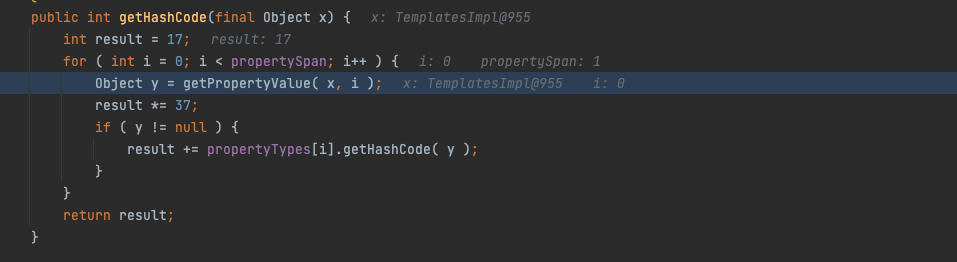 public int getHashCode(final Object x) {   x: TemplatesImpl@955
    int result = 17;   result: 17
    for ( int i = 0; i < propertySpan; i++ ) {   i: 0    propertySpan: 1
        Object y = getPropertyValue( x, i );   x: TemplatesImpl@955    i: 0
        result *= 37;
        if ( y != null ) {
            result += propertyTypes[i].getHashCode( y );
        }
    }
    return result;
}